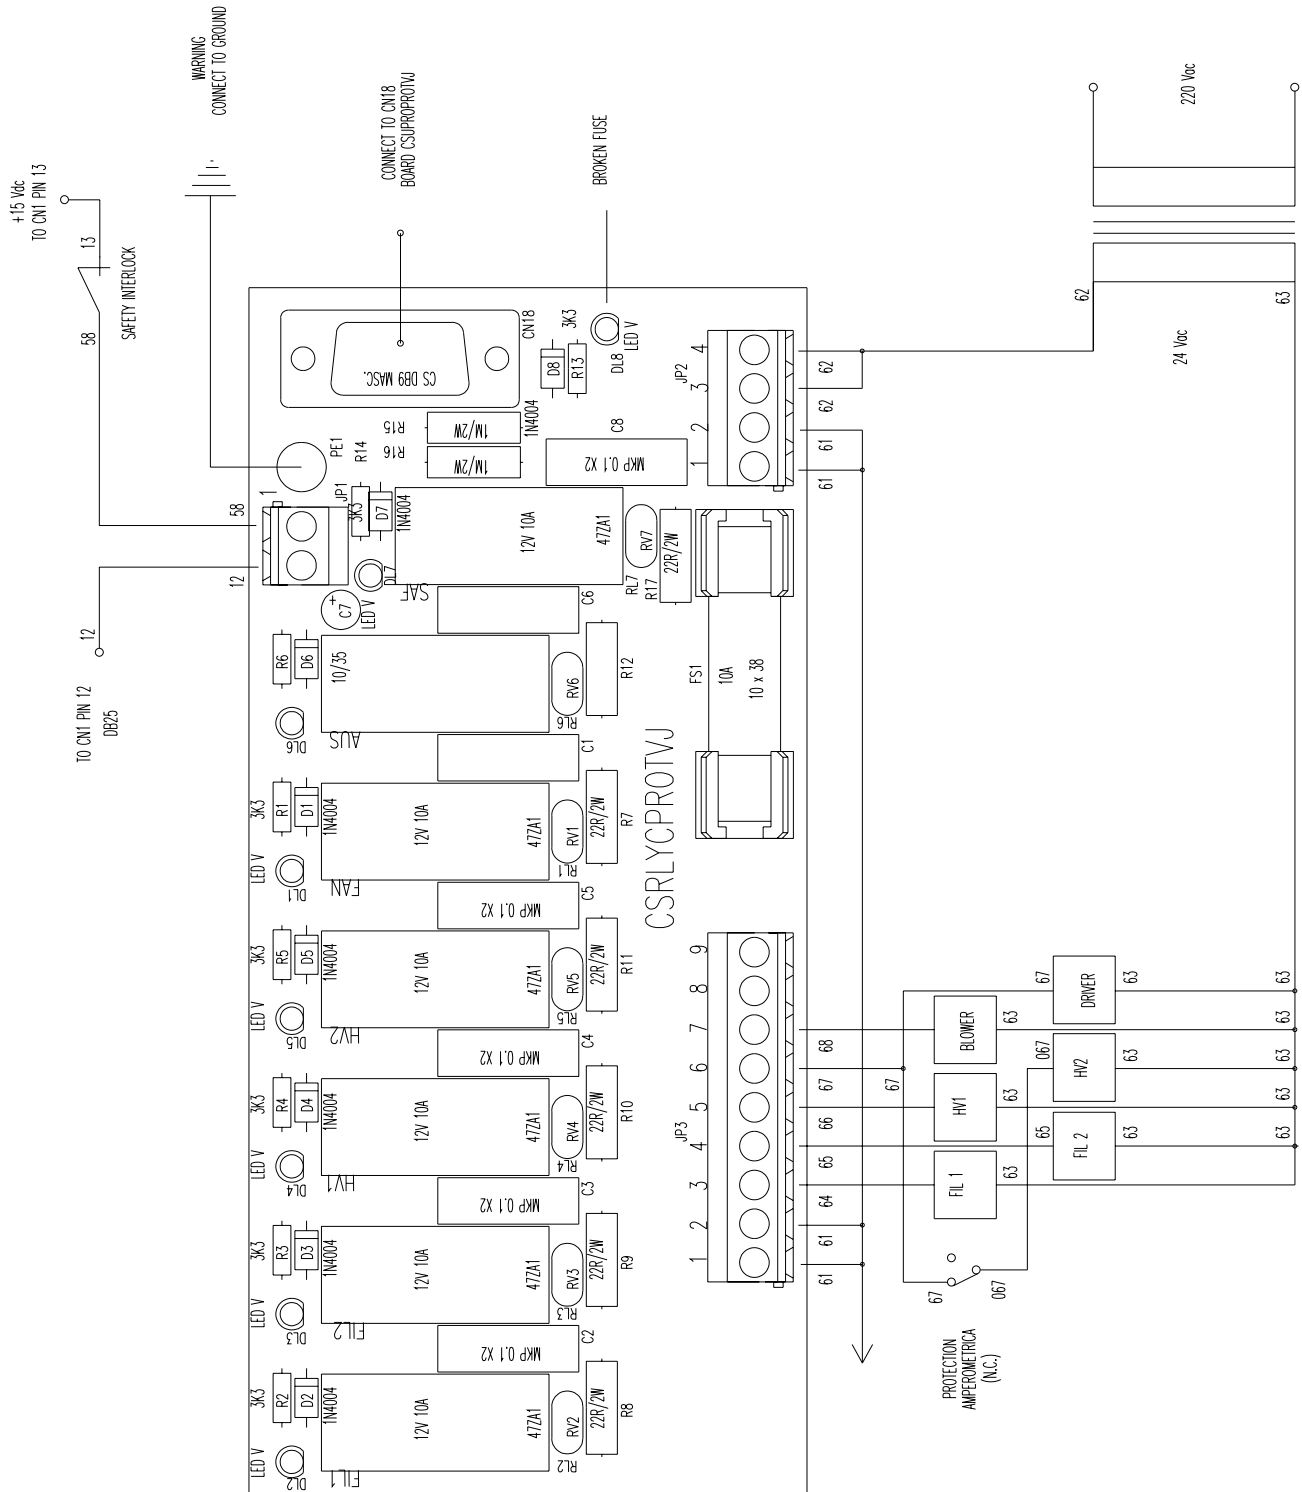 WARNING
CONNECT TO GROUND
+15 Vdc
TO CN1 PIN 13
13
58
SAFETY INTERLOCK
CONNECT TO CN18
BOARD CSUPROPROTVJ
BROKEN FUSE
220 Vac
24 Vac
62
63
TO CN1 PIN 12
DB25
12
12
58
1
JP1
PE1
CN18
CS DB9 MASC.
R14
3K3
D7
1N4004
R15
R16
1M/2W
1M/2W
1N4004
D8
R13
3K3
DL8
LED V
C8
MKP 0.1 X2
JP2
1
2
3
4
61
61
62
62
DL7
LED V
C7
+
SAF
12V 10A
47ZA1
RV7
RL7
R17
22R/2W
C6
R6
D6
10/35
DL6
AUS
RV6
RL6
R12
C1
FS1
10A
10 x 38
CSRLYCPROTVJ
3K3
R1
D1
1N4004
LED V
DL1
FAN
12V 10A
47ZA1
RV1
RL1
22R/2W
R7
C5
MKP 0.1 X2
3K3
R5
D5
1N4004
LED V
DL5
HV2
12V 10A
47ZA1
RV5
RL5
22R/2W
R11
C4
MKP 0.1 X2
3K3
R4
D4
1N4004
LED V
DL4
HV1
12V 10A
47ZA1
RV4
RL4
22R/2W
R10
C3
MKP 0.1 X2
3K3
R3
D3
1N4004
LED V
DL3
FIL2
12V 10A
47ZA1
RV3
RL3
22R/2W
R9
C2
MKP 0.1 X2
3K3
R2
D2
1N4004
LED V
DL2
FIL1
12V 10A
47ZA1
RV2
RL2
22R/2W
R8
JP3
1
2
3
4
5
6
7
8
9
61
61
64
65
66
67
68
67
67
DRIVER
63
63
BLOWER
63
63
067
HV2
63
63
HV1
63
63
65
FIL 2
63
63
FIL 1
63
67
067
PROTECTION
AMPEROMETRICA
(N.C.)